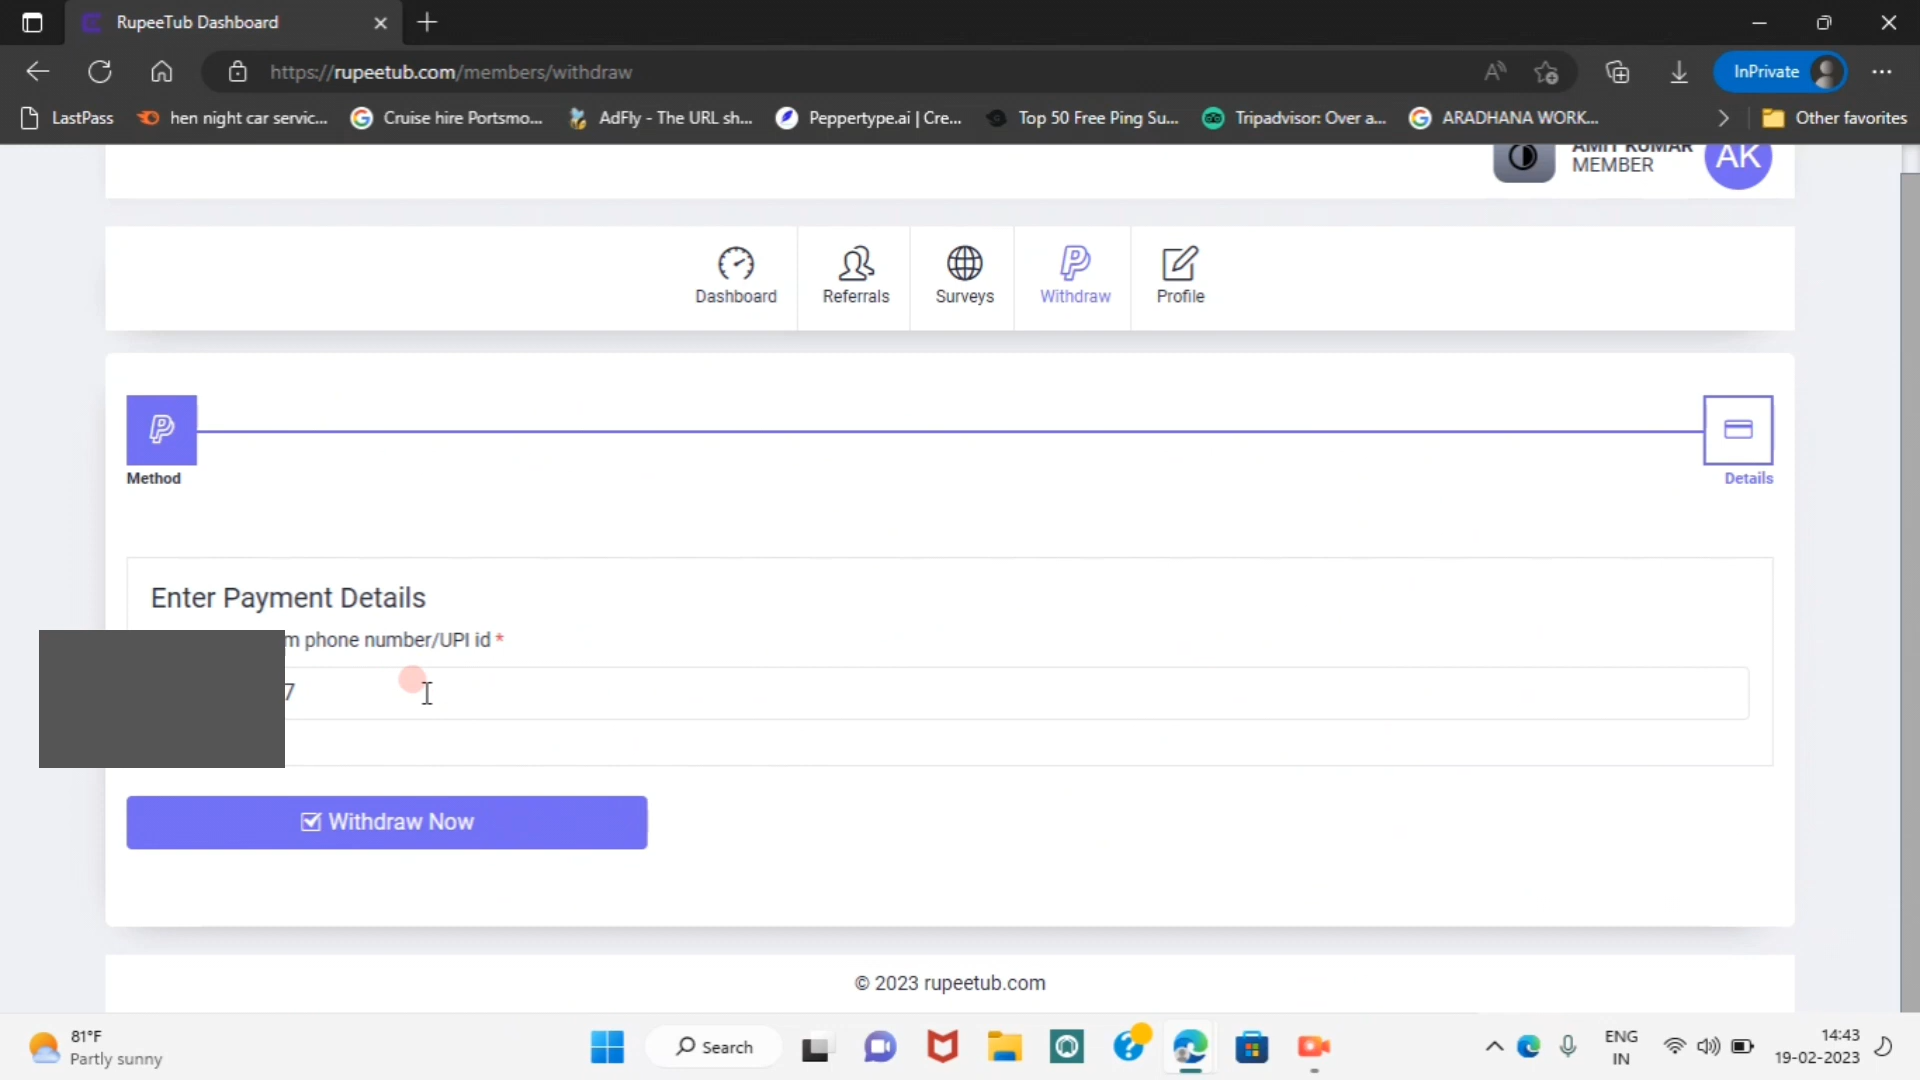 RupeeTub Dashboard
https://rupeetub.com/members/withdraw
InPrivate
LastPass
hen night car servic...
Cruise hire Portsmo...
AdFly - The URL sh...
Peppertype.ai | Cre...
Top 50 Free Ping Su...
Tripadvisor: Over a...
ARADHANA WORK...
Other favorites
AMIT KUMAR
MEMBER
AK
Dashboard
Referrals
Surveys
Withdraw
Profile
Method
Details
Enter Payment Details
m phone number/UPI id *
7
Withdraw Now
© 2023 rupeetub.com
81°F
Partly sunny
Search
ENG
IN
14:43
19-02-2023